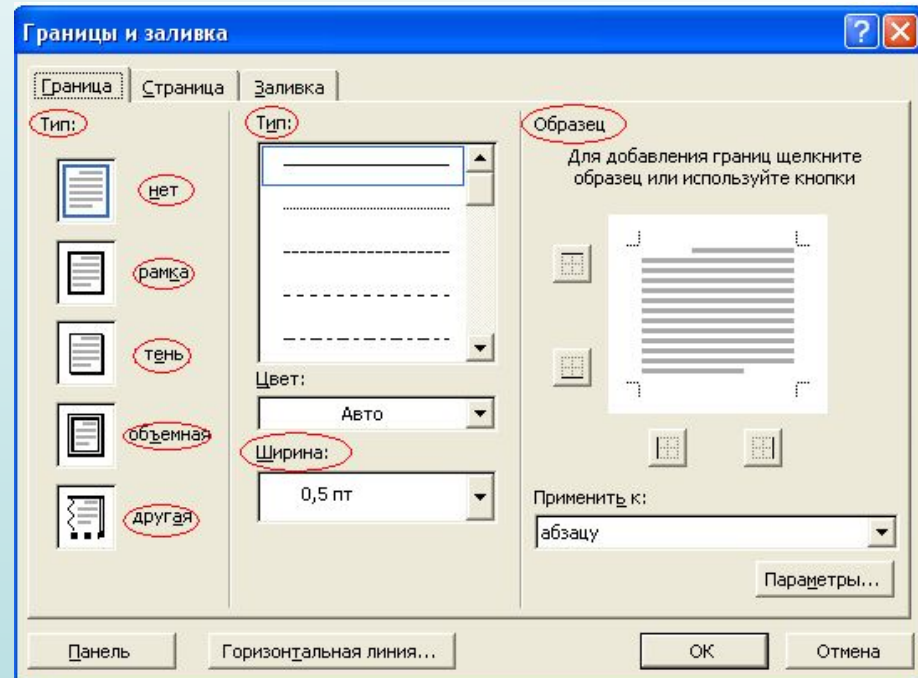 Границы и заливка
Граница
Страница
Заливка
Тип:
нет
рамка
тень
объемная
другая
Тип:
Цвет:
Авто
Ширина:
0,5 пт
Образец
Для добавления границ щелкните
образец или используйте кнопки
Применить к:
абзацу
Параметры...
Панель
Горизонтальная линия...
ОК
Отмена